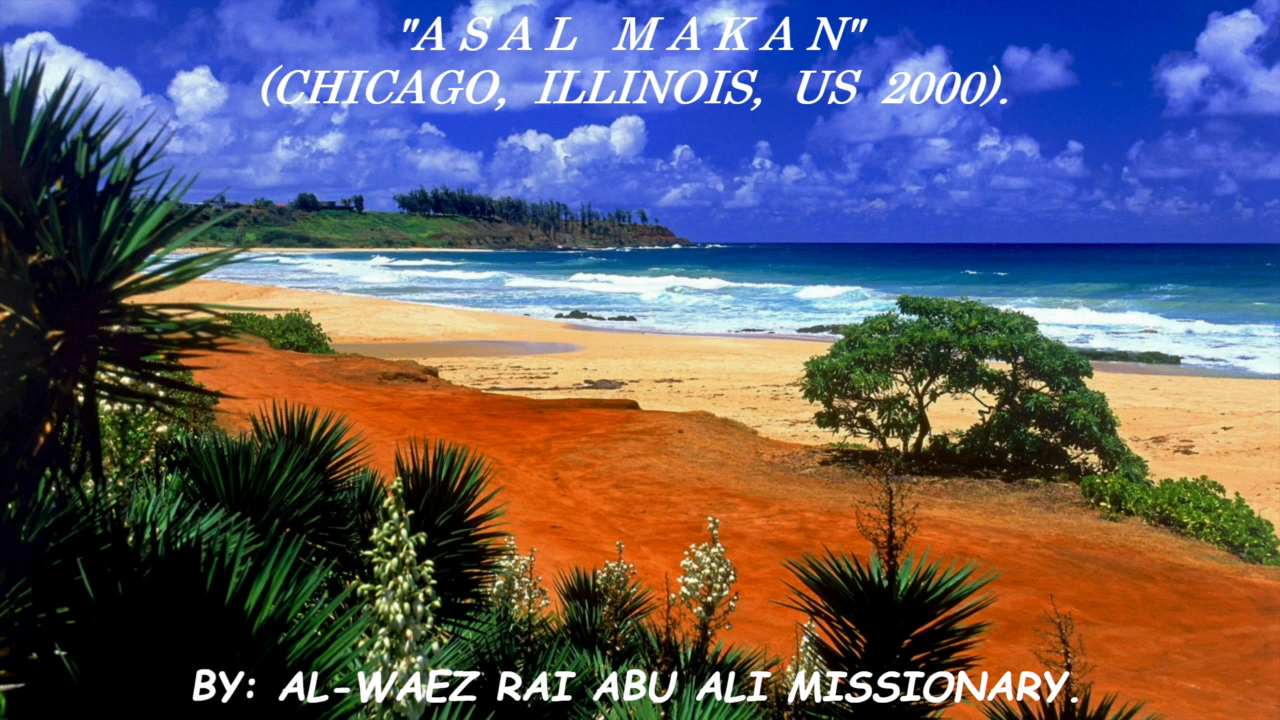 "A S A L M A K A N"
(CHICAGO, ILLINOIS, US 2000).
BY: AL-WAEZ RAI ABU ALI MISSIONARY.